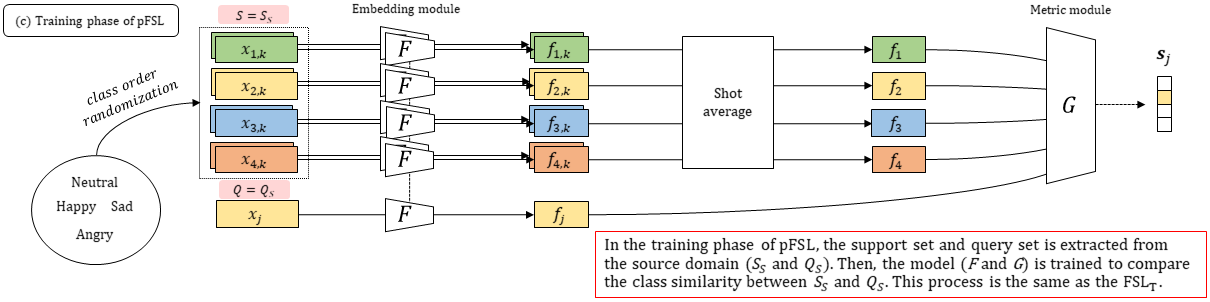 (c) Training phase of pFSL
S = S_S
Embedding module
Metric module
class order
randomization
x_{1,k} F f_{1,k} f_1
x_{2,k} F f_{2,k} f_2
x_{3,k} F f_{3,k} f_3
x_{4,k} F f_{4,k} f_4
Shot
average
G
s_j
Q = Q_S
x_j F f_j
Neutral
Happy Sad
Angry
In the training phase of pFSL, the support set and query set is extracted from
the source domain (S_S and Q_S). Then, the model (F and G) is trained to compare
the class similarity between S_S and Q_S. This process is the same as the FSL_T.